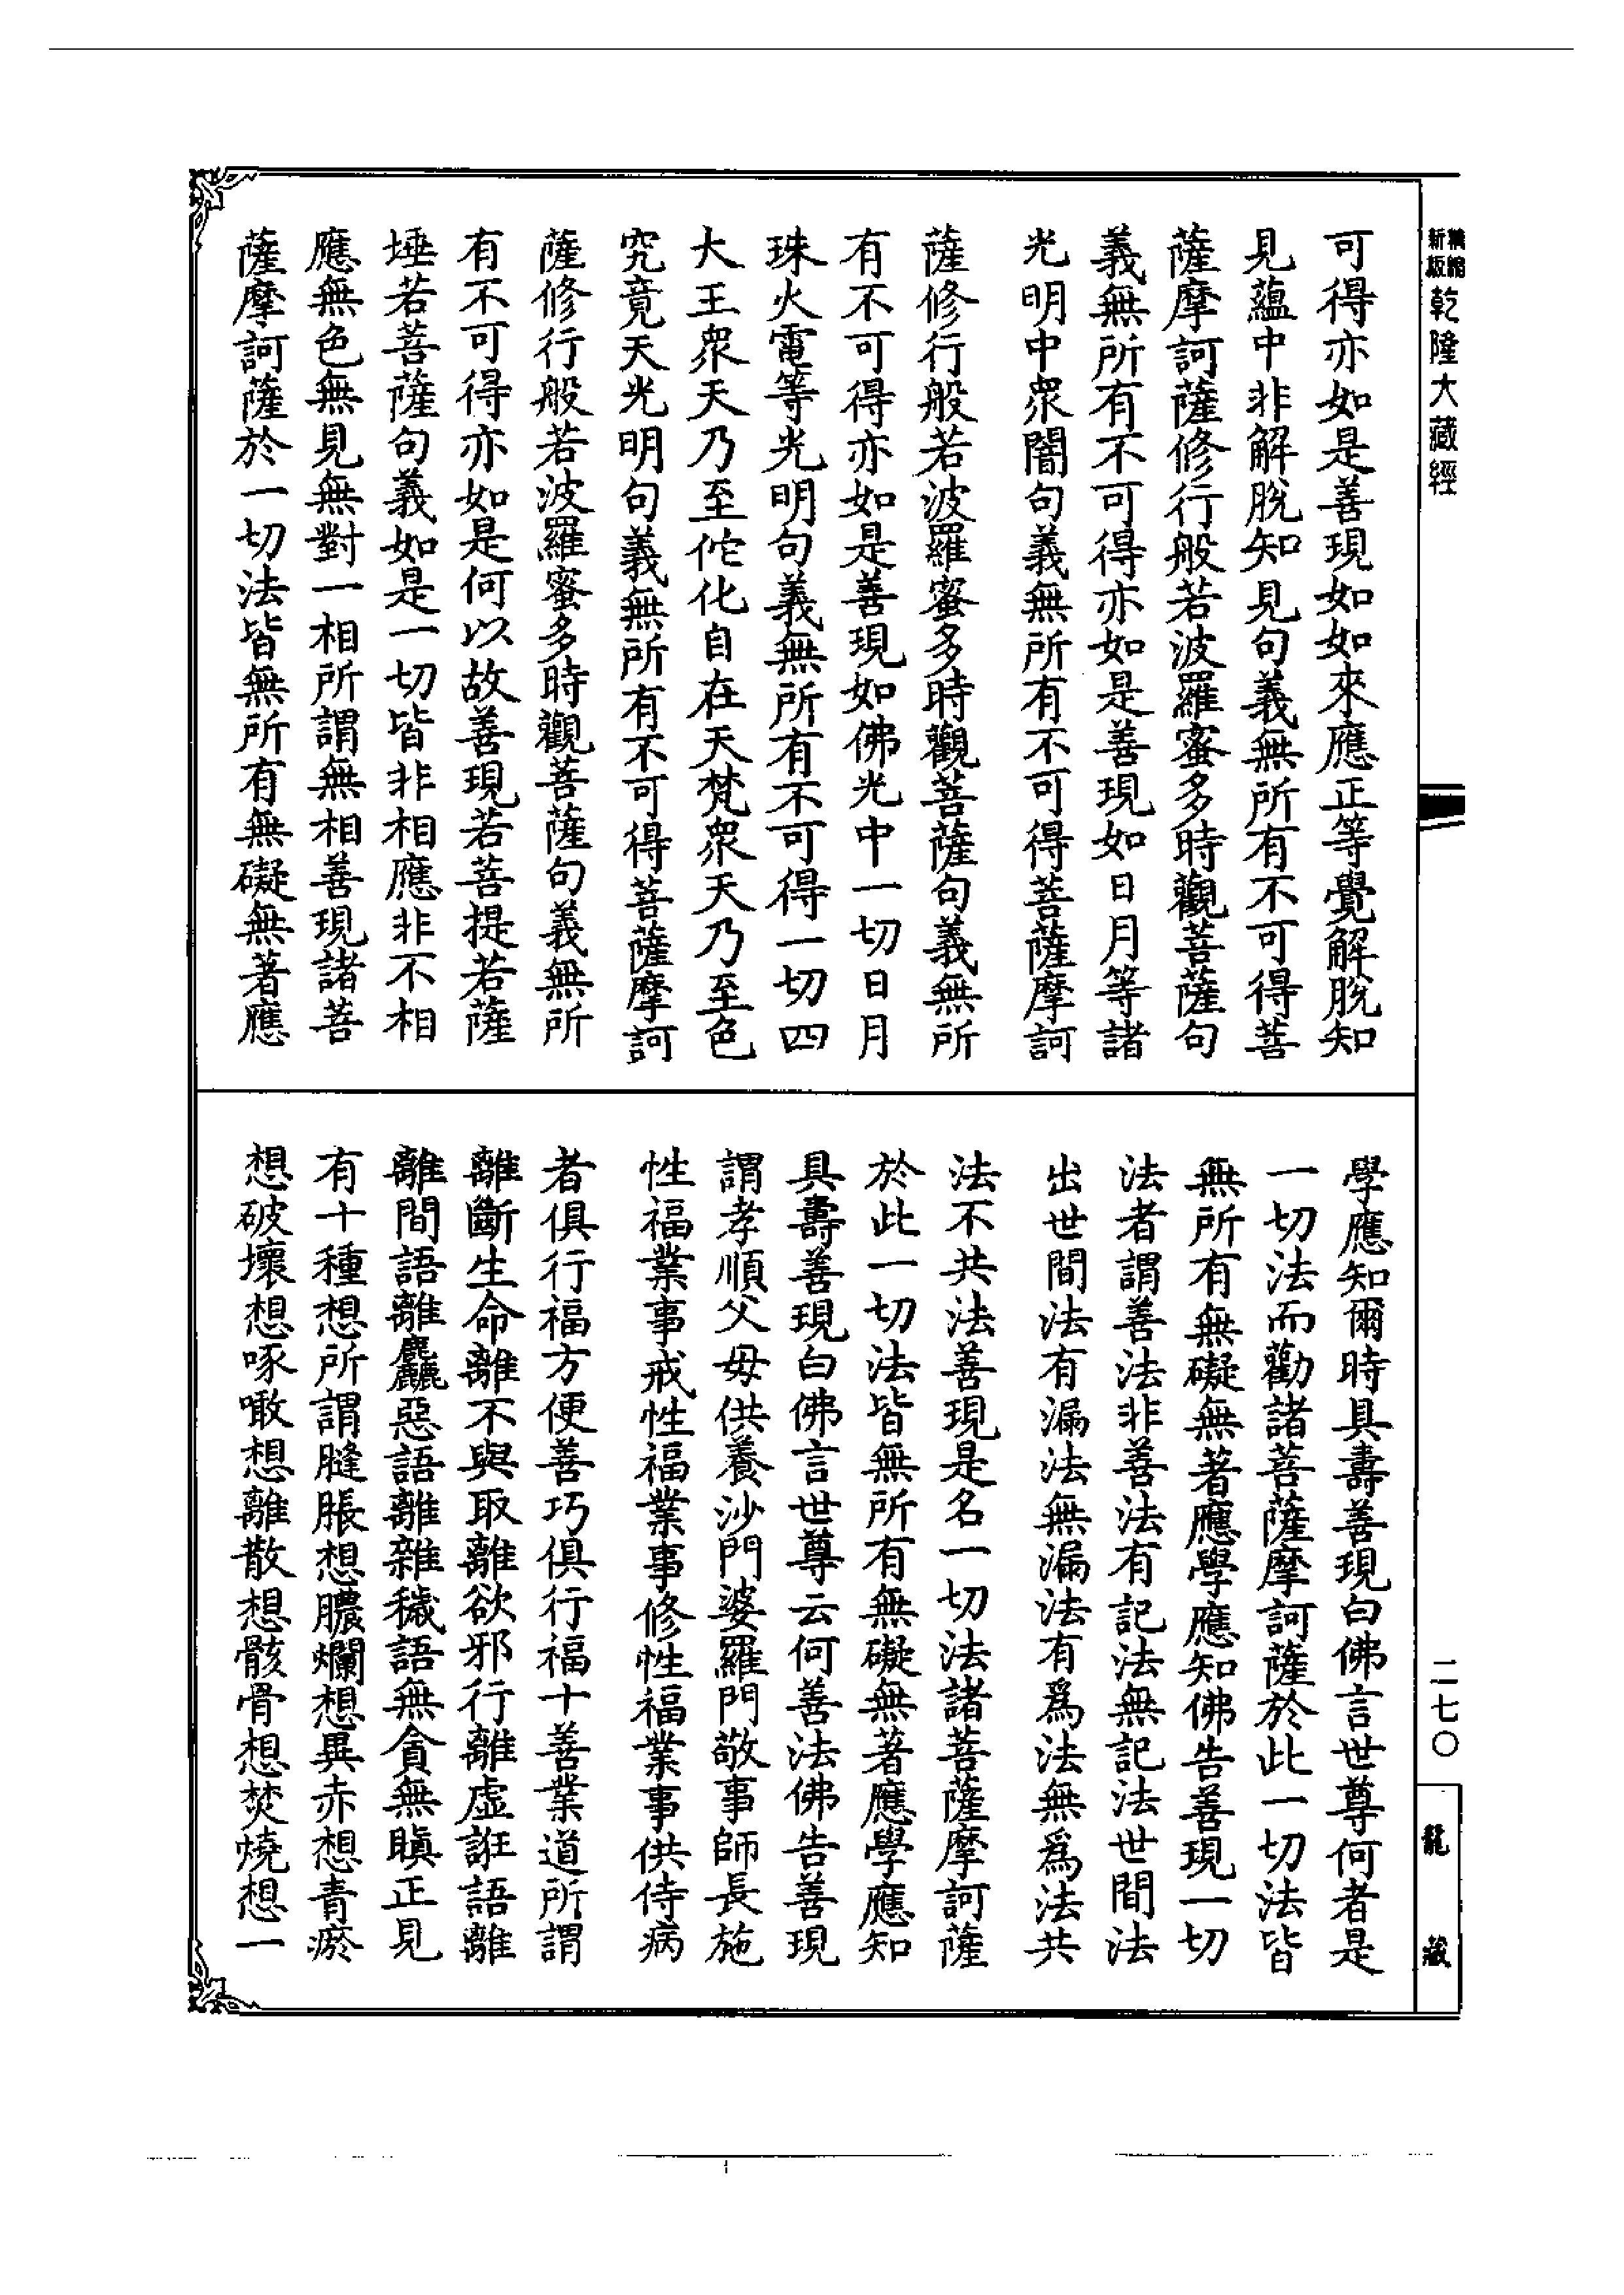 精縮新版乾隆大藏經
可得亦如是善現如如來應正等覺解脫知
見蘊中非解脫知見句義無所有不可得菩
薩摩訶薩修行般若波羅蜜多時觀菩薩句
義無所有不可得亦如是善現如日月等諸
光明中眾闇句義無所有不可得菩薩摩訶
薩修行般若波羅蜜多時觀菩薩句義無所
有不可得亦如是善現如佛光中一切日月
珠火電等光明句義無所有不可得一切四
大王眾天乃至佗化自在天梵眾天乃至色
究竟天光明句義無所有不可得菩薩摩訶
薩修行般若波羅蜜多時觀菩薩句義無所
有不可得亦如是何以故善現若菩提若薩
埵若菩薩句義如是一切皆非相應非不相
應無色無見無對一相所謂無相善現諸菩
薩摩訶薩於一切法皆無所有無礙無著應
學應知爾時具壽善現白佛言世尊何者是
一切法而勸諸菩薩摩訶薩於此一切法皆
無所有無礙無著應學應知佛告善現一切
法者謂善法非善法有記法無記法世間法
出世間法有漏法無漏法有爲法無爲法共
法不共法善現是名一切法諸菩薩摩訶薩
於此一切法皆無所有無礙無著應學應知
具壽善現白佛言世尊云何善法佛告善現
謂孝順父母供養沙門婆羅門敬事師長施
性福業事戒性福業事修性福業事供侍病
者俱行福方便善巧俱行福十善業道所謂
離斷生命離不與取離欲邪行離虛誑語離
離間語離麤惡語離雜穢語無貪無瞋正見
有十種想所謂膖脹想膿爛想異赤想青瘀
想破壞想啄噉想離散想骸骨想焚燒想一
二七〇
龍藏